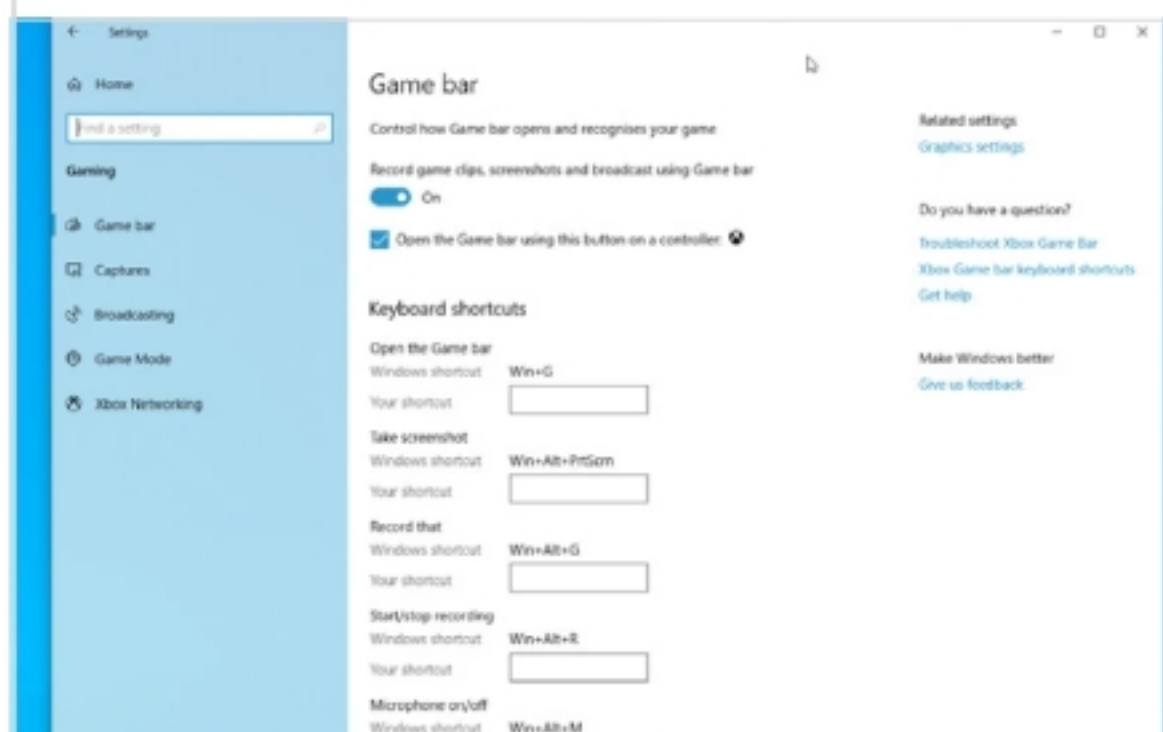 Settings
Home
Find a setting
Gaming
Game bar
Captures
Broadcasting
Game Mode
Xbox Networking
Game bar
Control how Game bar opens and recognises your game
Record game clips, screenshots and broadcast using Game bar
On
Open the Game bar using this button on a controller:
Keyboard shortcuts
Open the Game bar
Windows shortcut Win+G
Your shortcut
Take screenshot
Windows shortcut Win+Alt+PrtScrn
Your shortcut
Record that
Windows shortcut Win+Alt+G
Your shortcut
Start/stop recording
Windows shortcut Win+Alt+R
Your shortcut
Microphone on/off
Windows shortcut Win+Alt+M
Related settings
Graphics settings
Do you have a question?
Troubleshoot Xbox Game Bar
Xbox Game bar keyboard shortcuts
Get help
Make Windows better
Give us feedback